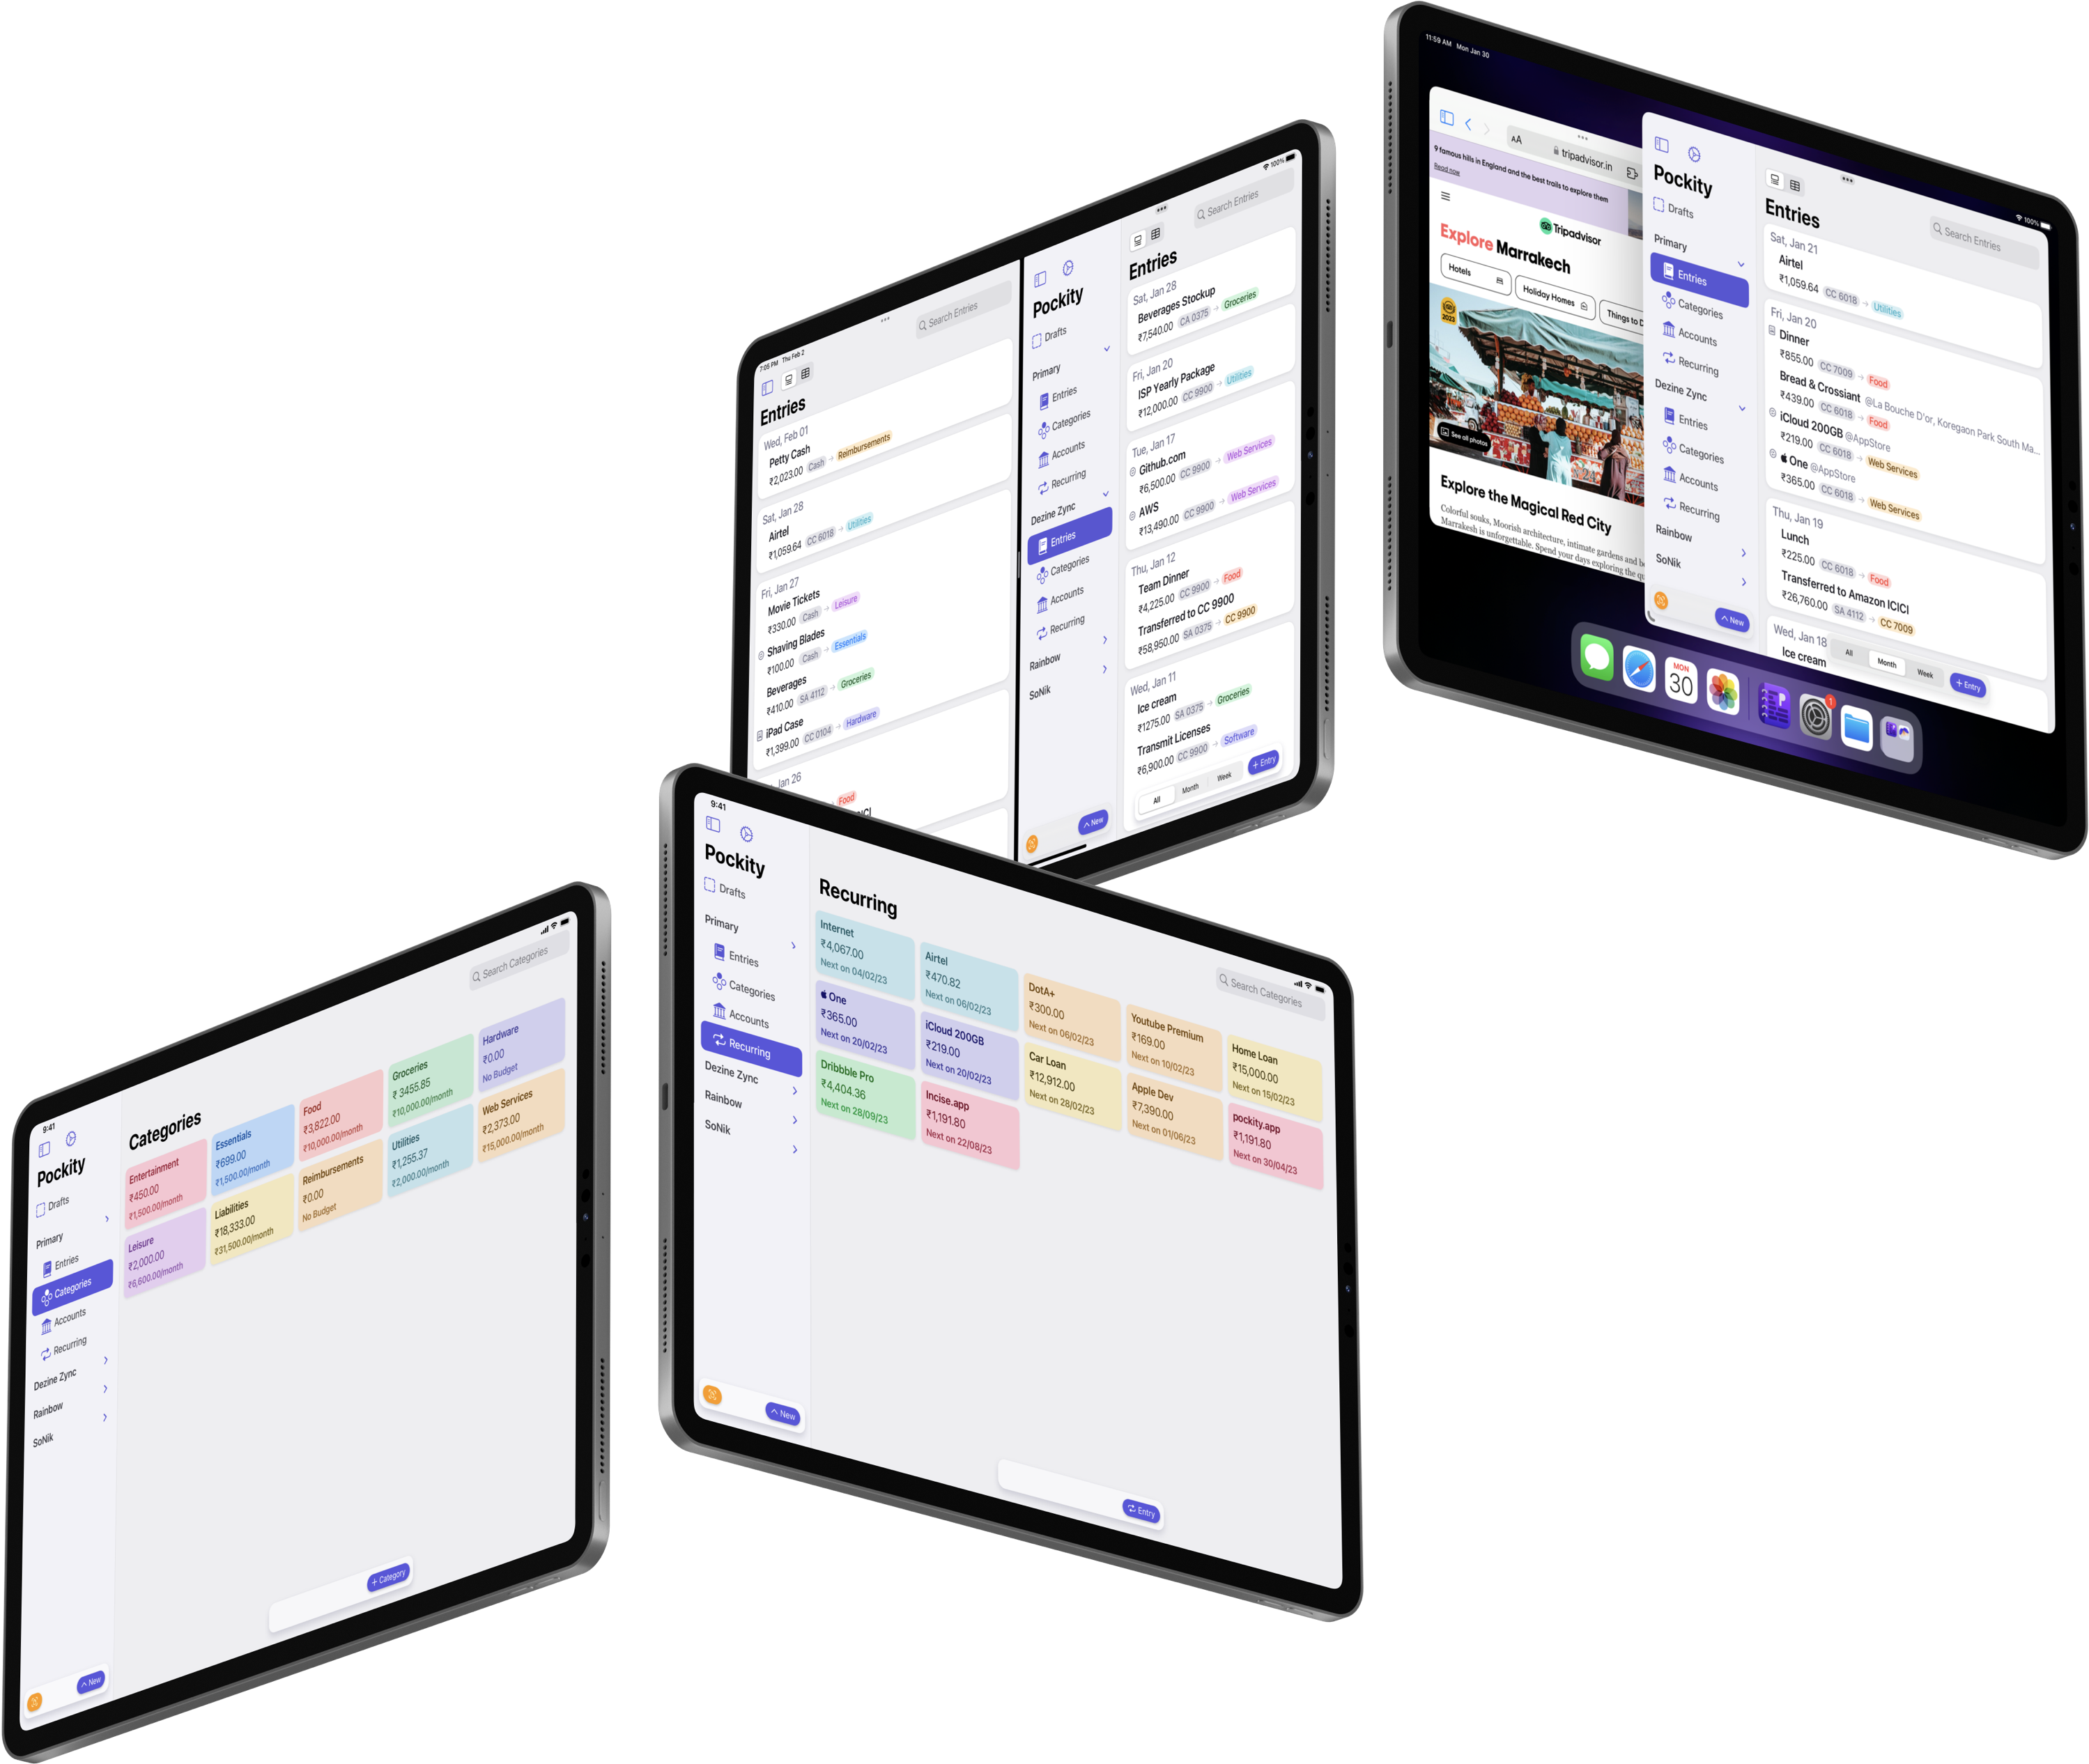 11:59 AM Mon Jan 30
100%
AA
tripadvisor.in
9 famous hills in England and the best trails to explore them
Read now
Tripadvisor
Explore Marrakech
Hotels
Holiday Homes
Things to D
2023
See all photos
Explore the Magical Red City
Colorful souks, Moorish architecture, intimate gardens and be
Marrakesh is unforgettable. Spend your days exploring the qu
Pockity
Drafts
Primary
Entries
Categories
Accounts
Recurring
Dezine Zync
Entries
Categories
Accounts
Recurring
Rainbow
SoNik
New
Entries
Search Entries
Sat, Jan 21
Airtel
₹1,059.64 CC 6018 → Utilities
Fri, Jan 20
Dinner
₹855.00 CC 7009 → Food
Bread & Crossiant @La Bouche D'or, Koregaon Park South Ma...
₹439.00 CC 6018 → Food
iCloud 200GB @AppStore
₹219.00 CC 6018 → Web Services
One @AppStore
₹365.00 CC 6018 → Web Services
Thu, Jan 19
Lunch
₹225.00 CC 6018 → Food
Transferred to Amazon ICICI
₹26,760.00 SA 4112 → CC 7009
Wed, Jan 18
Ice cream
All
Month
Week
+ Entry
MON
30
P
1
7:05 PM Thu Feb 2
100%
Search Entries
Entries
Wed, Feb 01
Petty Cash
₹2,023.00 Cash → Reimbursements
Sat, Jan 28
Airtel
₹1,059.64 CC 6018 → Utilities
Fri, Jan 27
Movie Tickets
₹330.00 Cash → Leisure
Shaving Blades
₹100.00 Cash → Essentials
Beverages
₹410.00 SA 4112 → Groceries
iPad Case
₹1,399.00 CC 0104 → Hardware
Jan 26
Food
Pockity
Drafts
Primary
Entries
Categories
Accounts
Recurring
Dezine Zync
Entries
Categories
Accounts
Recurring
Rainbow
SoNik
New
Search Entries
Entries
Sat, Jan 28
Beverages Stockup
₹7,540.00 CA 0375 → Groceries
Fri, Jan 20
ISP Yearly Package
₹12,000.00 CC 9900 → Utilities
Tue, Jan 17
Github.com
₹6,500.00 CC 9900 → Web Services
AWS
₹13,490.00 CC 9900 → Web Services
Thu, Jan 12
Team Dinner
₹4,225.00 CC 9900 → Food
Transferred to CC 9900
₹58,950.00 SA 0375 → CC 9900
Wed, Jan 11
Ice cream
₹1275.00 SA 0375 → Groceries
Transmit Licenses
₹6,900.00 CC 9900 → Software
All
Month
Week
+ Entry
9:41
Pockity
Drafts
Primary
Entries
Categories
Accounts
Recurring
Dezine Zync
Rainbow
SoNik
New
Recurring
Search Categories
Internet
₹4,067.00
Next on 04/02/23
Airtel
₹470.82
Next on 06/02/23
DotA+
₹300.00
Next on 06/02/23
Youtube Premium
₹169.00
Next on 10/02/23
Home Loan
₹15,000.00
Next on 15/02/23
One
₹365.00
Next on 20/02/23
iCloud 200GB
₹219.00
Next on 20/02/23
Car Loan
₹12,912.00
Next on 28/02/23
Apple Dev
₹7,390.00
Next on 01/06/23
pockity.app
₹1,191.80
Next on 30/04/23
Dribbble Pro
₹4,404.36
Next on 28/09/23
Incise.app
₹1,191.80
Next on 22/08/23
Entry
9:41
Pockity
Drafts
Primary
Entries
Categories
Accounts
Recurring
Dezine Zync
Rainbow
SoNik
New
Search Categories
Categories
Entertainment
₹450.00
₹1,500.00/month
Essentials
₹699.00
₹1,500.00/month
Food
₹3,822.00
₹10,000.00/month
Groceries
₹ 3455.85
₹10,000.00/month
Hardware
₹0.00
No Budget
Leisure
₹2,000.00
₹6,600.00/month
Liabilities
₹18,333.00
₹31,500.00/month
Reimbursements
₹0.00
No Budget
Utilities
₹1,255.37
₹2,000.00/month
Web Services
₹2,373.00
₹15,000.00/month
+ Category